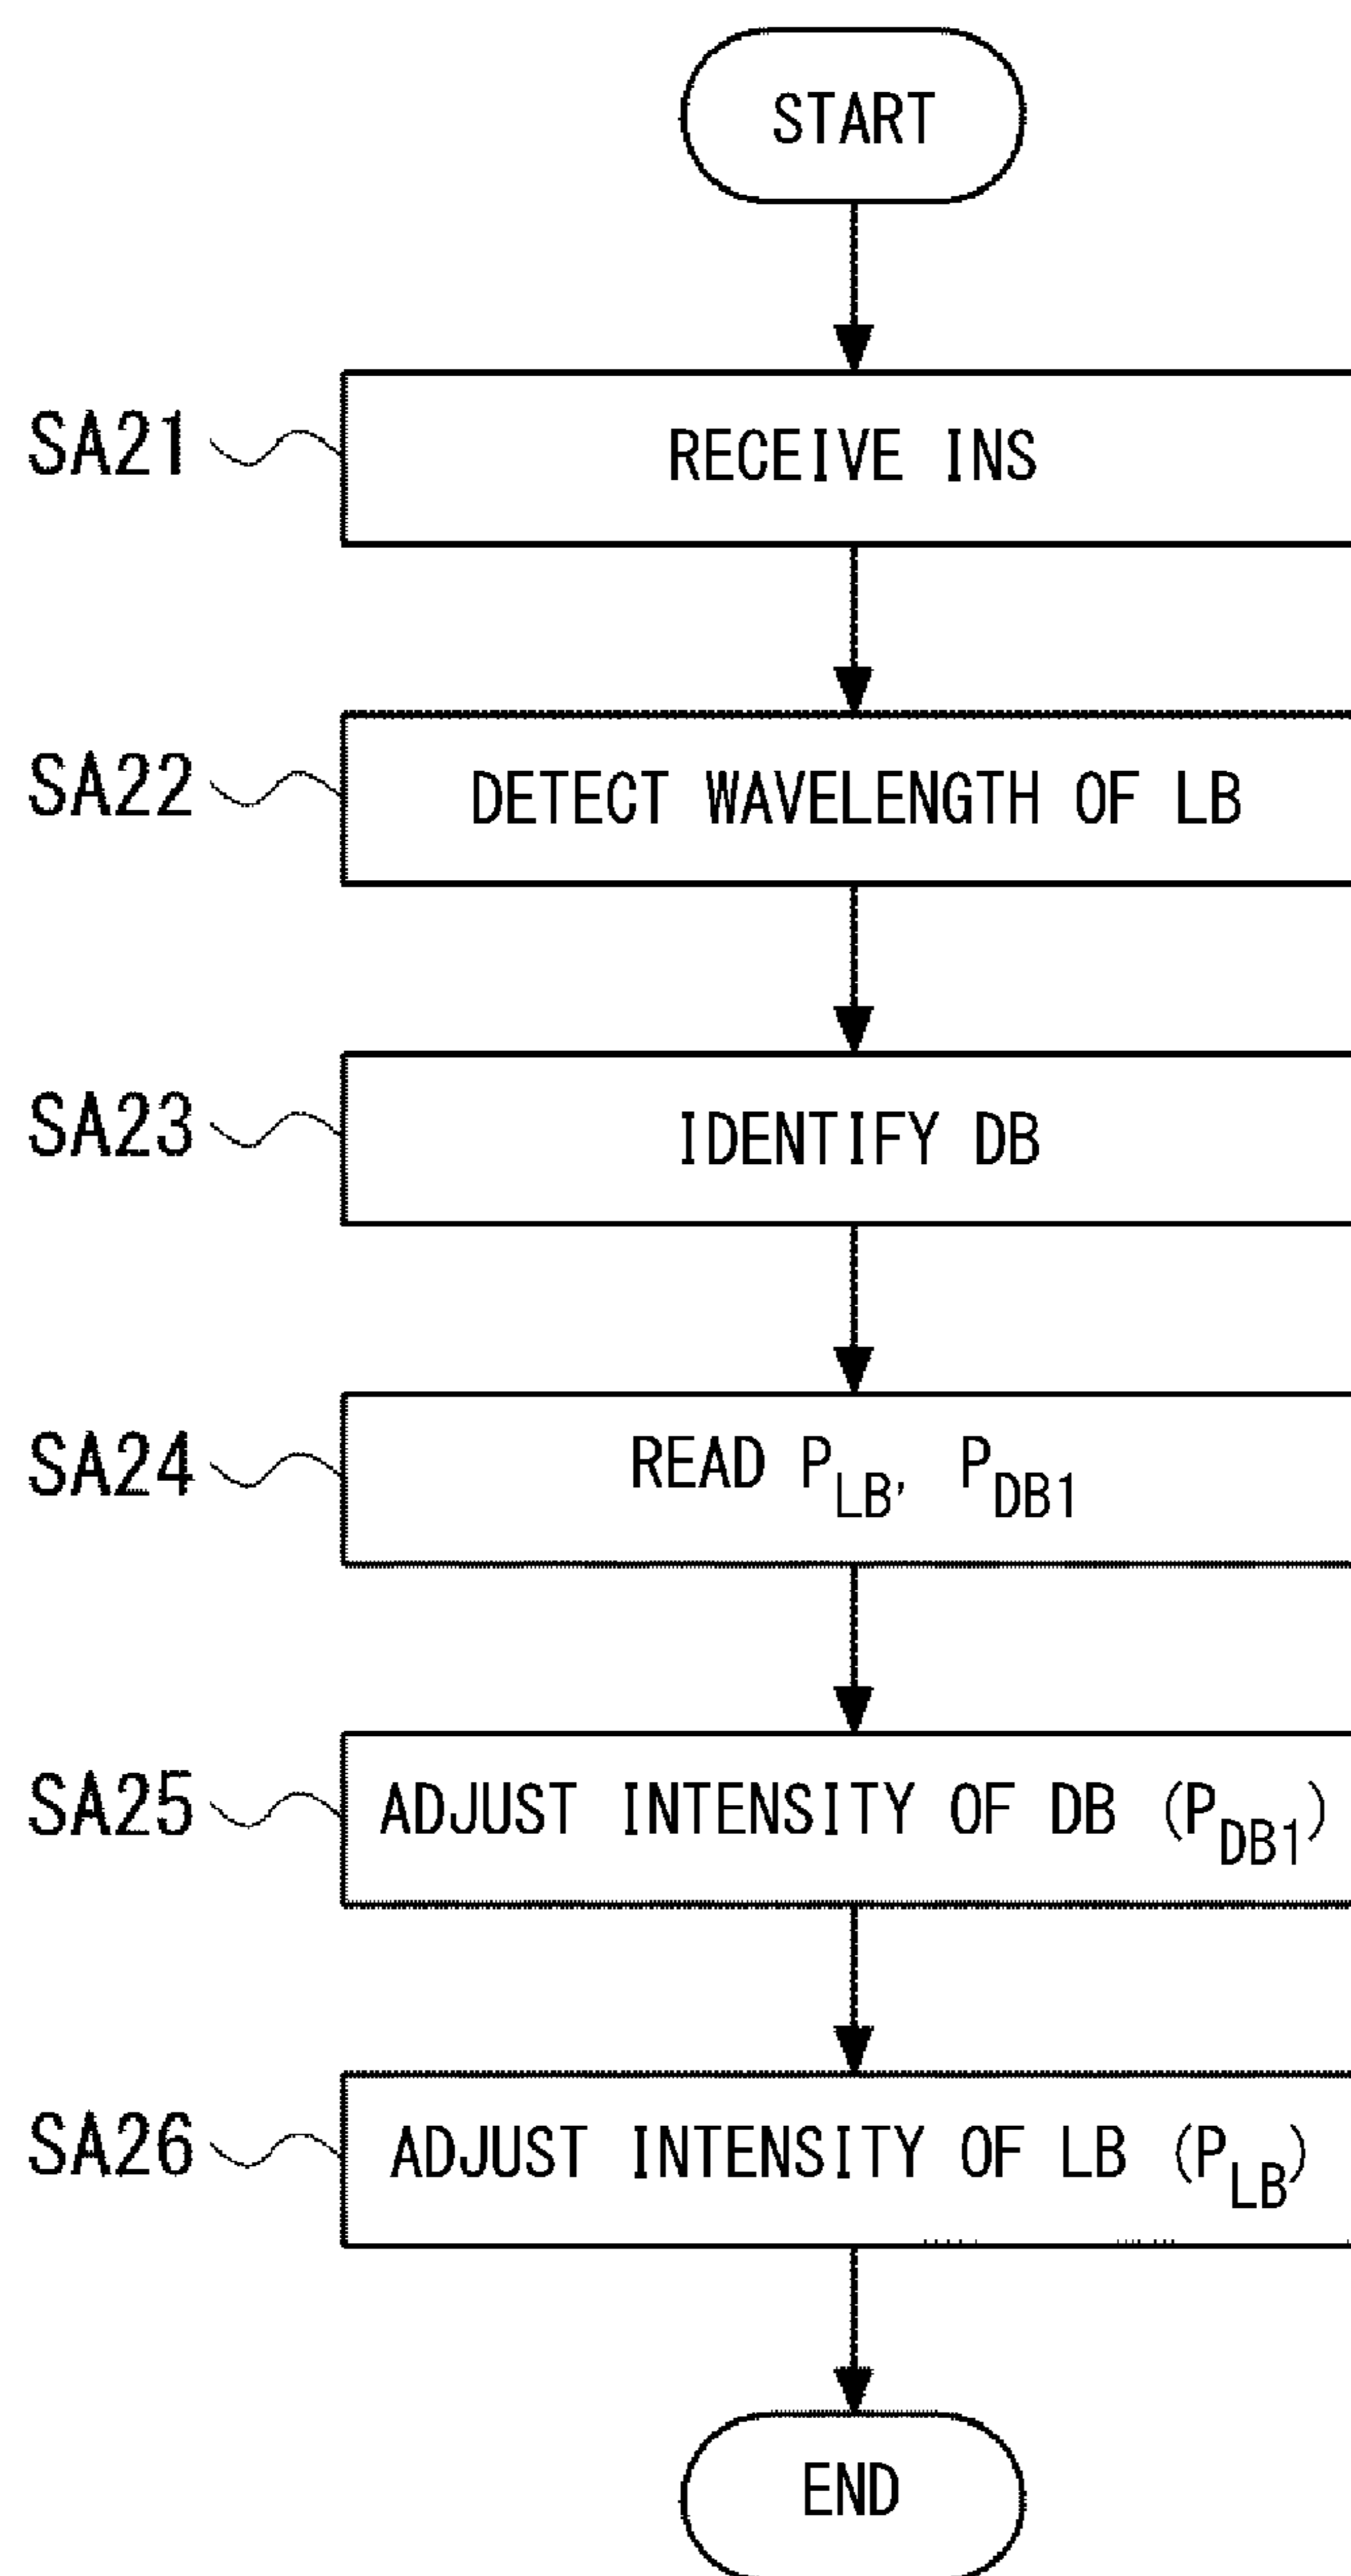 START
SA21 RECEIVE INS
SA22 DETECT WAVELENGTH OF LB
SA23 IDENTIFY DB
SA24 READ P_LB, P_DB1
SA25 ADJUST INTENSITY OF DB (P_DB1)
SA26 ADJUST INTENSITY OF LB (P_LB)
END